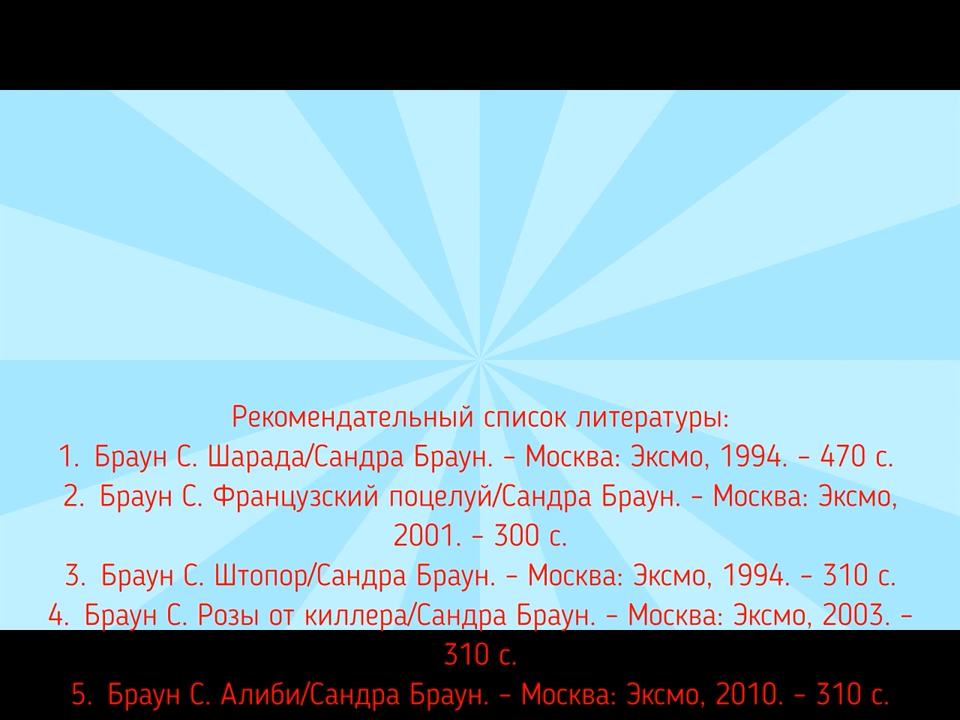 Рекомендательный список литературы:
1. Браун С. Шарада/Сандра Браун. – Москва: Эксмо, 1994. – 470 с.
2. Браун С. Французский поцелуй/Сандра Браун. – Москва: Эксмо,
2001. – 300 с.
3. Браун С. Штопор/Сандра Браун. – Москва: Эксмо, 1994. – 310 с.
4. Браун С. Розы от киллера/Сандра Браун. – Москва: Эксмо, 2003. –
310 с.
5. Браун С. Алиби/Сандра Браун. – Москва: Эксмо, 2010. – 310 с.